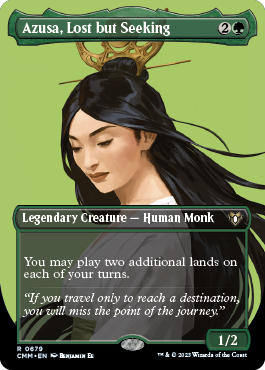 Azusa, Lost but Seeking 2
Legendary Creature — Human Monk
You may play two additional lands on
each of your turns.
“If you travel only to reach a destination,
you will miss the point of the journey.”
1/2
R 0679
CMM • EN Benjamin Ee
™ & © 2023 Wizards of the Coast